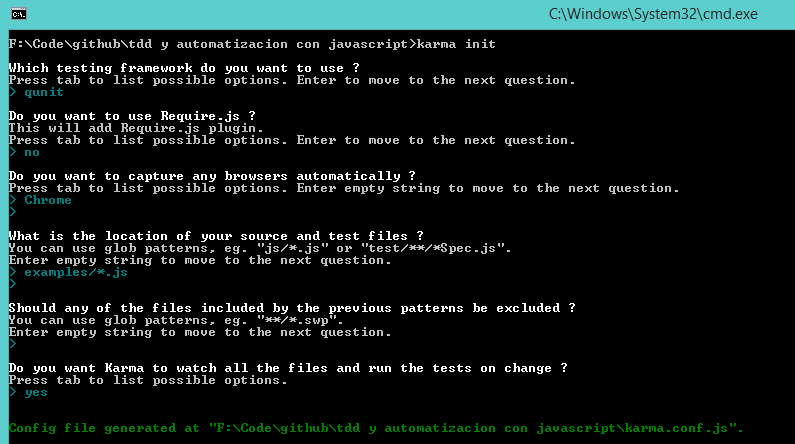 C:\Windows\System32\cmd.exe
F:\Code\github\tdd y automatizacion con javascript>karma init
Which testing framework do you want to use ?
Press tab to list possible options. Enter to move to the next question.
> qunit
Do you want to use Require.js ?
This will add Require.js plugin.
Press tab to list possible options. Enter to move to the next question.
> no
Do you want to capture any browsers automatically ?
Press tab to list possible options. Enter empty string to move to the next question.
> Chrome
>
What is the location of your source and test files ?
You can use glob patterns, eg. "js/*.js" or "test/**/*Spec.js".
Enter empty string to move to the next question.
> examples/*.js
>
Should any of the files included by the previous patterns be excluded ?
You can use glob patterns, eg. "**/*.swp".
Enter empty string to move to the next question.
>
Do you want Karma to watch all the files and run the tests on change ?
Press tab to list possible options.
> yes
Config file generated at "F:\Code\github\tdd y automatizacion con javascript\karma.conf.js".